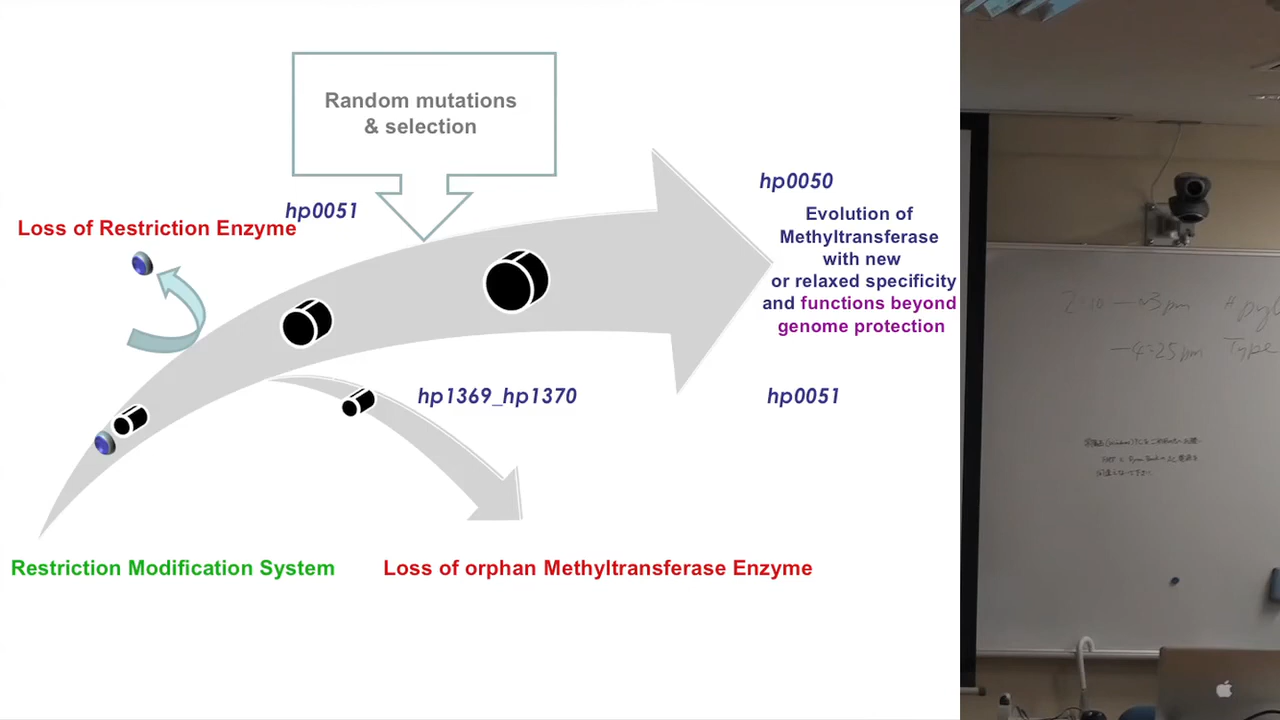 Random mutations
& selection
hp0051
Loss of Restriction Enzyme
hp0050
Evolution of
Methyltransferase
with new
or relaxed specificity
and functions beyond
genome protection
hp1369_hp1370
hp0051
Restriction Modification System
Loss of orphan Methyltransferase Enzyme
Type